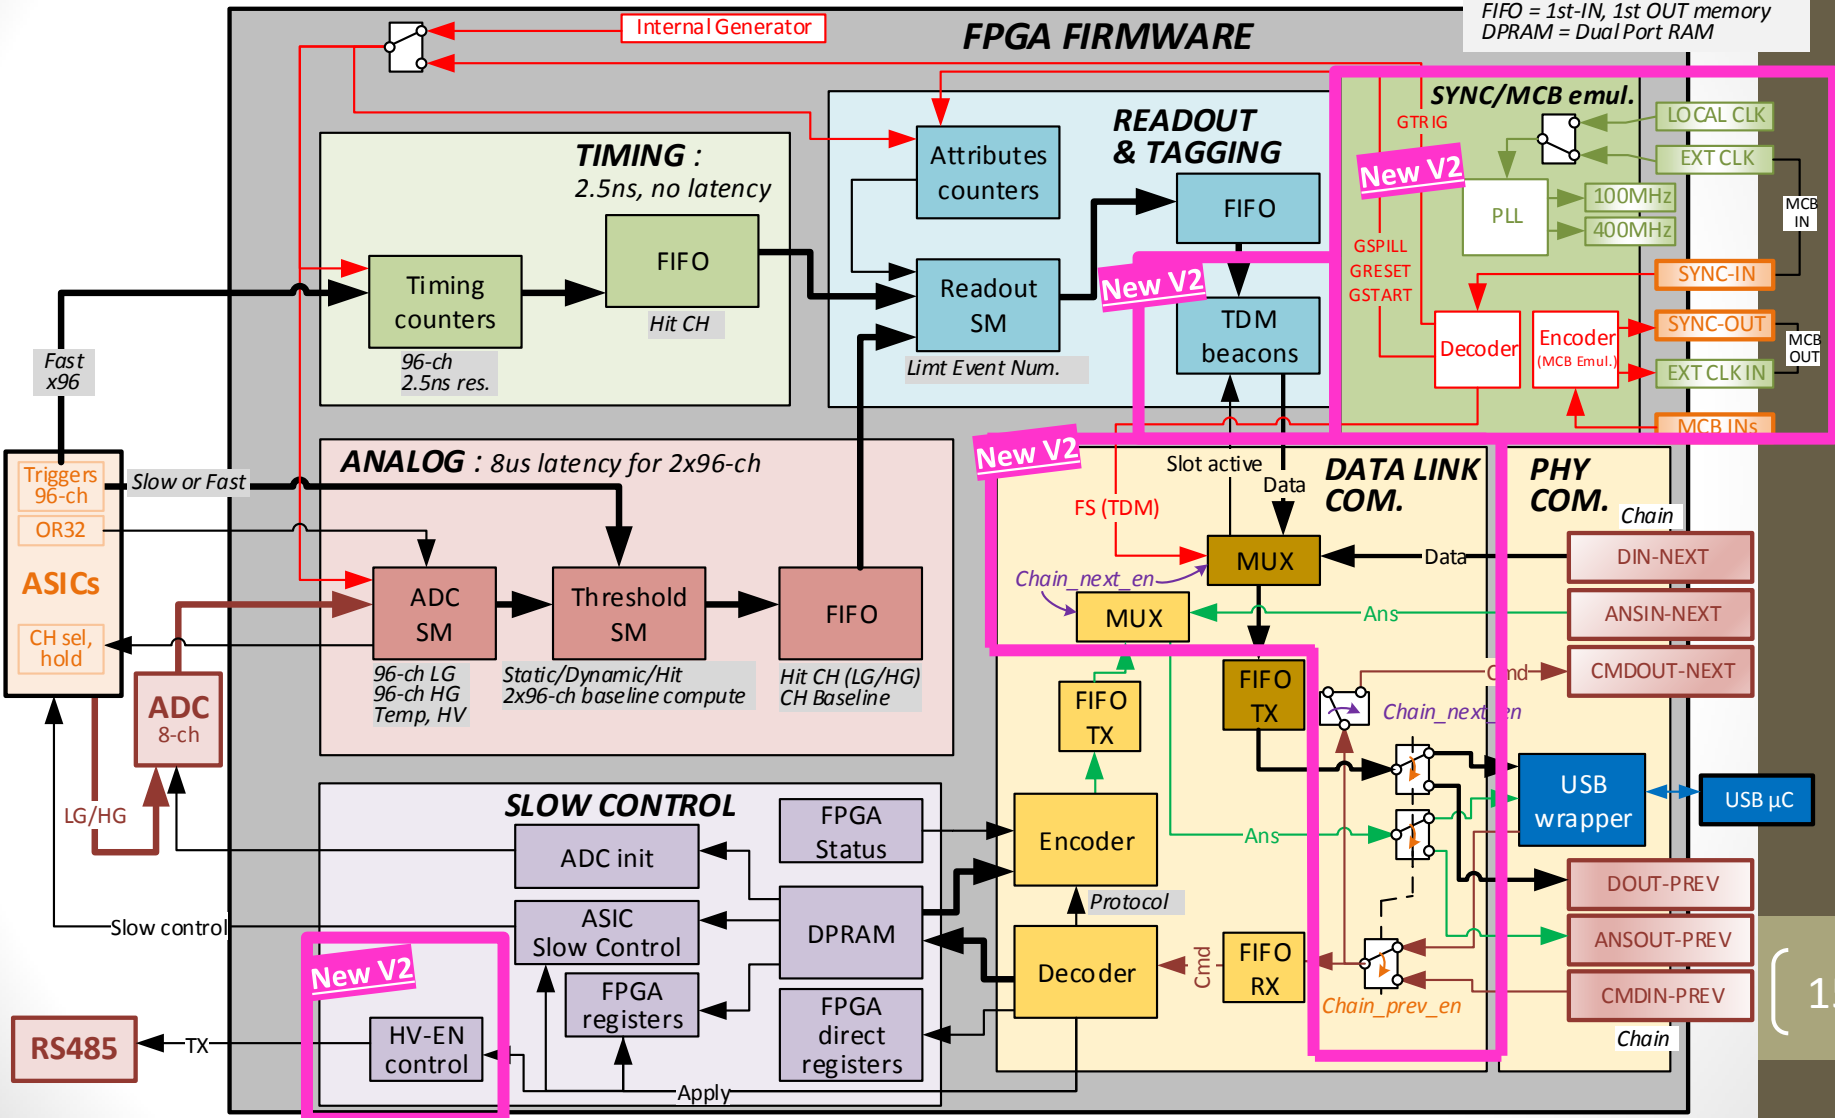 FIFO = 1st-IN, 1st OUT memory
DPRAM = Dual Port RAM
Internal Generator
FPGA FIRMWARE
SYNC/MCB emul.
GTRIG
LOCAL CLK
EXT CLK
New V2
PLL
100MHz
400MHz
MCB
IN
GSPILL
GRESET
GSTART
SYNC-IN
SYNC-OUT
EXT CLK IN
MCB
OUT
MCB INs
Decoder
Encoder
(MCB Emul.)
READOUT
& TAGGING
Attributes
counters
FIFO
Readout
SM
Limt Event Num.
New V2
TDM
beacons
TIMING :
2.5ns, no latency
Timing
counters
96-ch
2.5ns res.
FIFO
Hit CH
Fast
x96
Triggers
96-ch
OR32
ASICs
CH sel,
hold
Slow or Fast
ANALOG : 8us latency for 2x96-ch
ADC
SM
96-ch LG
96-ch HG
Temp, HV
Threshold
SM
Static/Dynamic/Hit
2x96-ch baseline compute
FIFO
Hit CH (LG/HG)
CH Baseline
ADC
8-ch
LG/HG
New V2
DATA LINK
COM.
PHY
COM.
Slot active
Data
FS (TDM)
MUX
Chain_next_en
MUX
Data
Ans
Chain
DIN-NEXT
ANSIN-NEXT
CMDOUT-NEXT
Cmd
FIFO
TX
FIFO
TX
Chain_next_en
USB
wrapper
USB µC
Encoder
Ans
Protocol
Decoder
Cmd
FIFO
RX
Chain_prev_en
DOUT-PREV
ANSOUT-PREV
CMDIN-PREV
Chain
SLOW CONTROL
FPGA
Status
ADC init
ASIC
Slow Control
DPRAM
FPGA
registers
FPGA
direct
registers
Slow control
New V2
HV-EN
control
RS485
TX
Apply